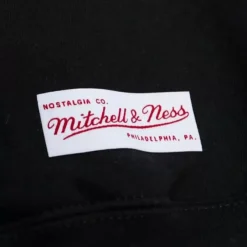 NOSTALGIA CO.
Mitchell & Ness
PHILADELPHIA, PA.